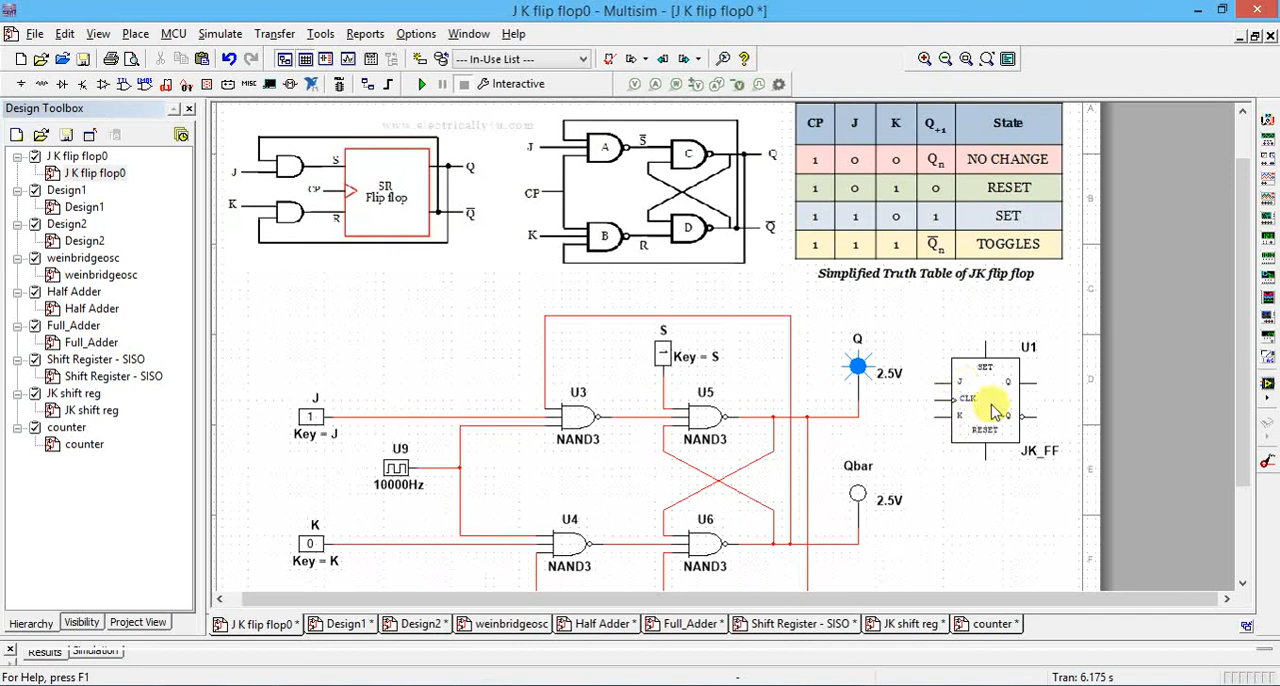 J K flip flop0 - Multisim - [J K flip flop0 *]
File Edit View Place MCU Simulate Transfer Tools Reports Options Window Help
--- In-Use List ---
MISC
Interactive
Design Toolbox
J K flip flop0
J K flip flop0
Design1
Design1
Design2
Design2
weinbridgeosc
weinbridgeosc
Half Adder
Half Adder
Full_Adder
Full_Adder
Shift Register - SISO
Shift Register - SISO
JK shift reg
JK shift reg
counter
counter
Hierarchy Visibility Project View
www.electrically4u.com
J
K
S
CP
R
SR
Flip flop
Q
Q̅
J
CP
K
A
B
S̅
R
C
D
Q
Q̅
CP J K Q+1 State
1 0 0 Qn NO CHANGE
1 0 1 0 RESET
1 1 0 1 SET
1 1 1 Q̅n TOGGLES
Simplified Truth Table of JK flip flop
J
1
Key = J
U9
10000Hz
K
0
Key = K
S
1
Key = S
U3
NAND3
U5
NAND3
U4
NAND3
U6
NAND3
Q
2.5V
Qbar
2.5V
U1
SET
J Q
CLK
K Q
RESET
JK_FF
A
B
C
D
E
F
J K flip flop0 * Design1 * Design2 * weinbridgeosc Half Adder * Full_Adder * Shift Register - SISO * JK shift reg * counter *
Results Simulation
For Help, press F1
- Tran: 6.175 s